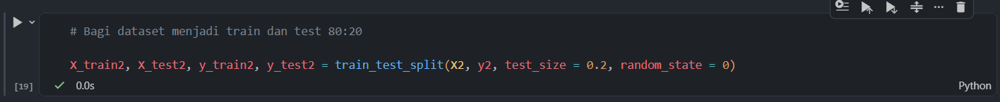 # Bagi dataset menjadi train dan test 80:20
X_train2, X_test2, y_train2, y_test2 = train_test_split(X2, y2, test_size = 0.2, random_state = 0)
[19] 0.0s Python